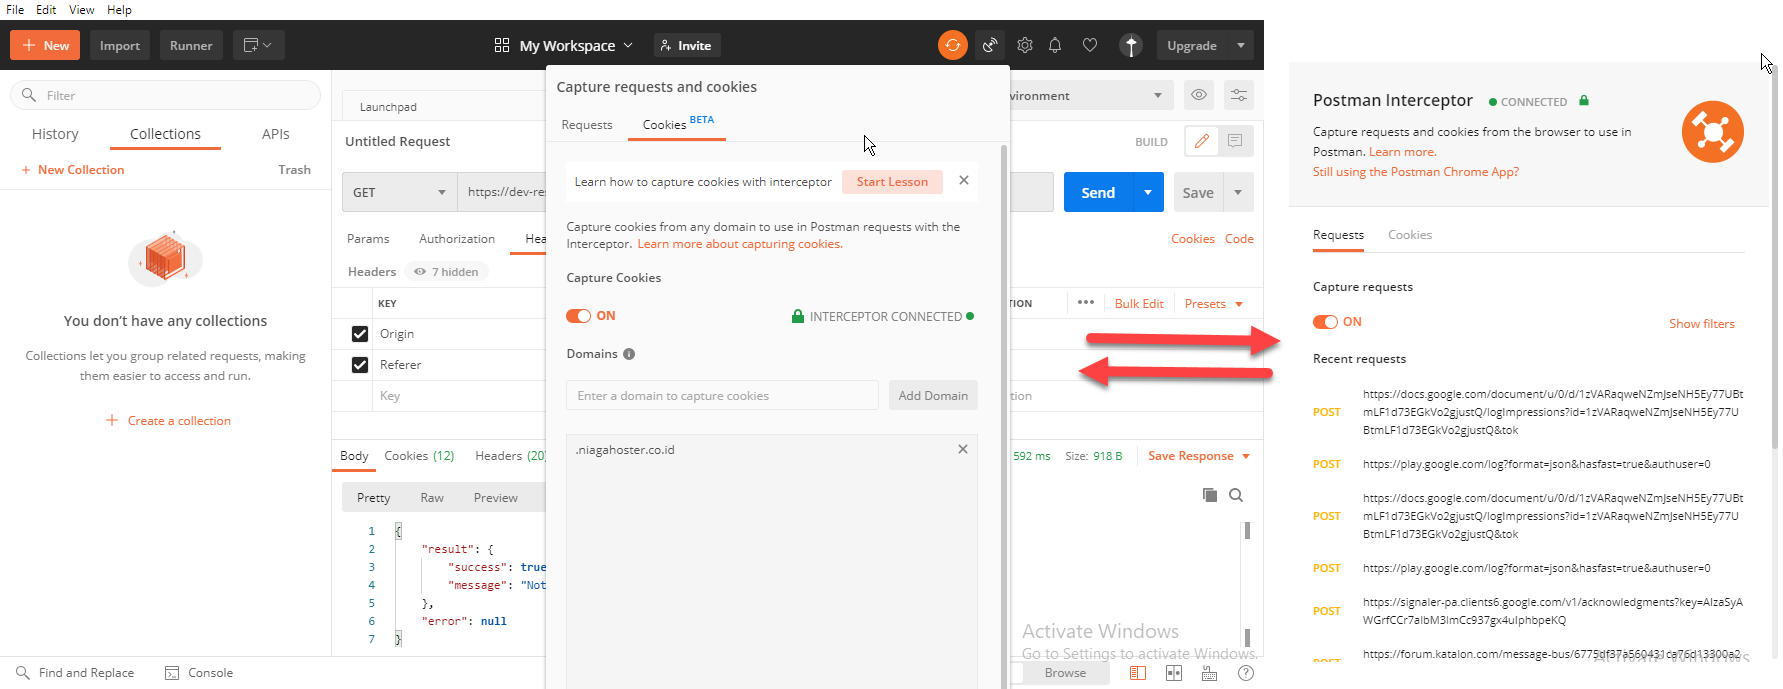 File Edit View Help
New Import Runner
My Workspace Invite
Upgrade
Filter
History Collections APIs
New Collection Trash
You don't have any collections
Collections let you group related requests, making
them easier to access and run.
Create a collection
Launchpad
Untitled Request
BUILD
GET https://dev-res
Send Save
Params Authorization Hea
Cookies Code
Headers 7 hidden
KEY
TION
Bulk Edit Presets
Origin
Referer
Key
tion
Body Cookies (12) Headers (20)
592 ms Size: 918 B Save Response
Pretty Raw Preview
1 {
2 "result": {
3 "success": true
4 "message": "Not
5 },
6 "error": null
7 }
Find and Replace Console
Browse
Capture requests and cookies
vironment
Requests Cookies BETA
Learn how to capture cookies with interceptor Start Lesson
Capture cookies from any domain to use in Postman requests with the
Interceptor. Learn more about capturing cookies.
Capture Cookies
ON INTERCEPTOR CONNECTED
Domains
Enter a domain to capture cookies Add Domain
.niagahoster.co.id
Activate Windows
Go to Settings to activate Windows.
Postman Interceptor CONNECTED
Capture requests and cookies from the browser to use in
Postman. Learn more.
Still using the Postman Chrome App?
Requests Cookies
Capture requests
ON Show filters
Recent requests
POST https://docs.google.com/document/u/0/d/1zVARaqweNZmJseNH5Ey77UBt
mLF1d73EGkVo2gjustQ/logImpressions?id=1zVARaqweNZmJseNH5Ey77U
BtmLF1d73EGkVo2gjustQ&tok
POST https://play.google.com/log?format=json&hasfast=true&authuser=0
POST https://docs.google.com/document/u/0/d/1zVARaqweNZmJseNH5Ey77UBt
mLF1d73EGkVo2gjustQ/logImpressions?id=1zVARaqweNZmJseNH5Ey77U
BtmLF1d73EGkVo2gjustQ&tok
POST https://play.google.com/log?format=json&hasfast=true&authuser=0
POST https://signaler-pa.clients6.google.com/v1/acknowledgments?key=AIzaSyA
WGrfCCr7albM3lmCc937gx4uIphbpeKQ
POST https://forum.katalon.com/message-bus/6775df37a560431ca76d13300a2
Activate Windows